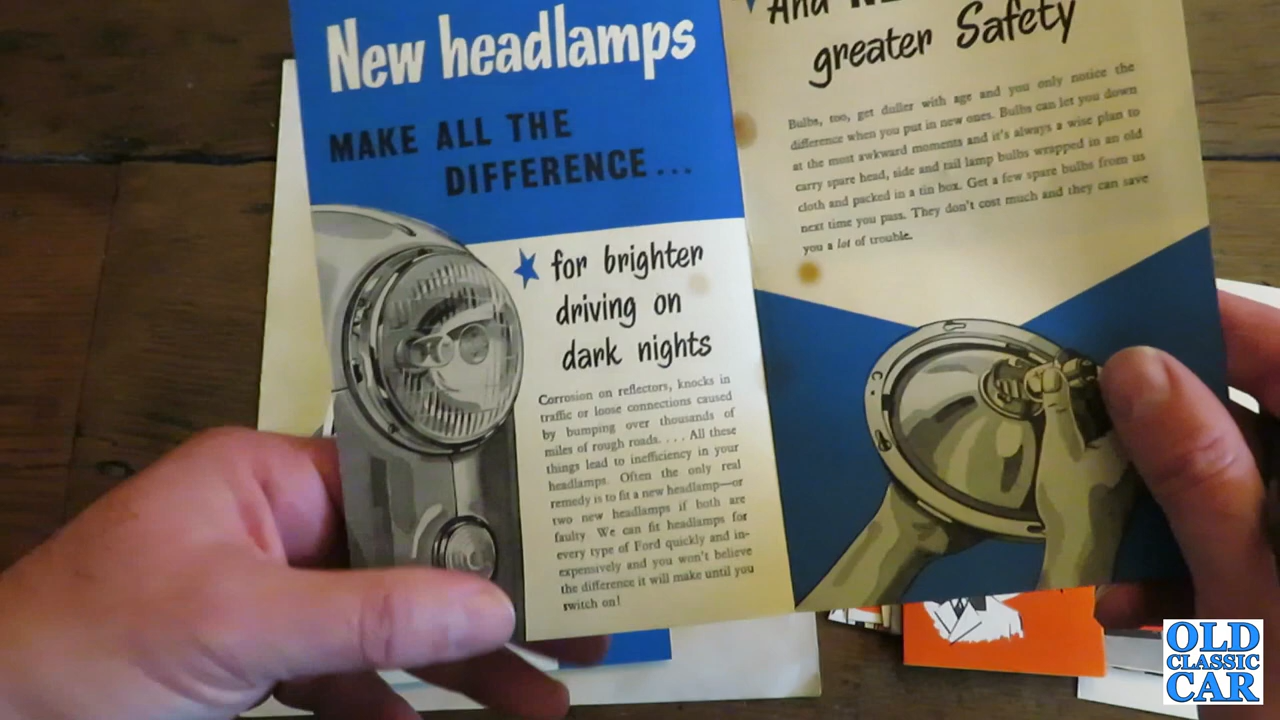 New headlamps
MAKE ALL THE
DIFFERENCE...
for brighter
driving on
dark nights
Corrosion on reflectors, knocks in
traffic or loose connections caused
by bumping over thousands of
miles of rough roads. . . . All these
things lead to inefficiency in your
headlamps. Often the only real
remedy is to fit a new headlamp—or
two new headlamps if both are
faulty. We can fit headlamps for
every type of Ford quickly and in-
expensively and you won't believe
the difference it will make until you
switch on!
And
greater Safety
Bulbs, too, get duller with age and you only notice the
difference when you put in new ones. Bulbs can let you down
at the most awkward moments and it's always a wise plan to
carry spare head, side and tail lamp bulbs wrapped in an old
cloth and packed in a tin box. Get a few spare bulbs from us
next time you pass. They don't cost much and they can save
you a lot of trouble.
OLD
CLASSIC
CAR